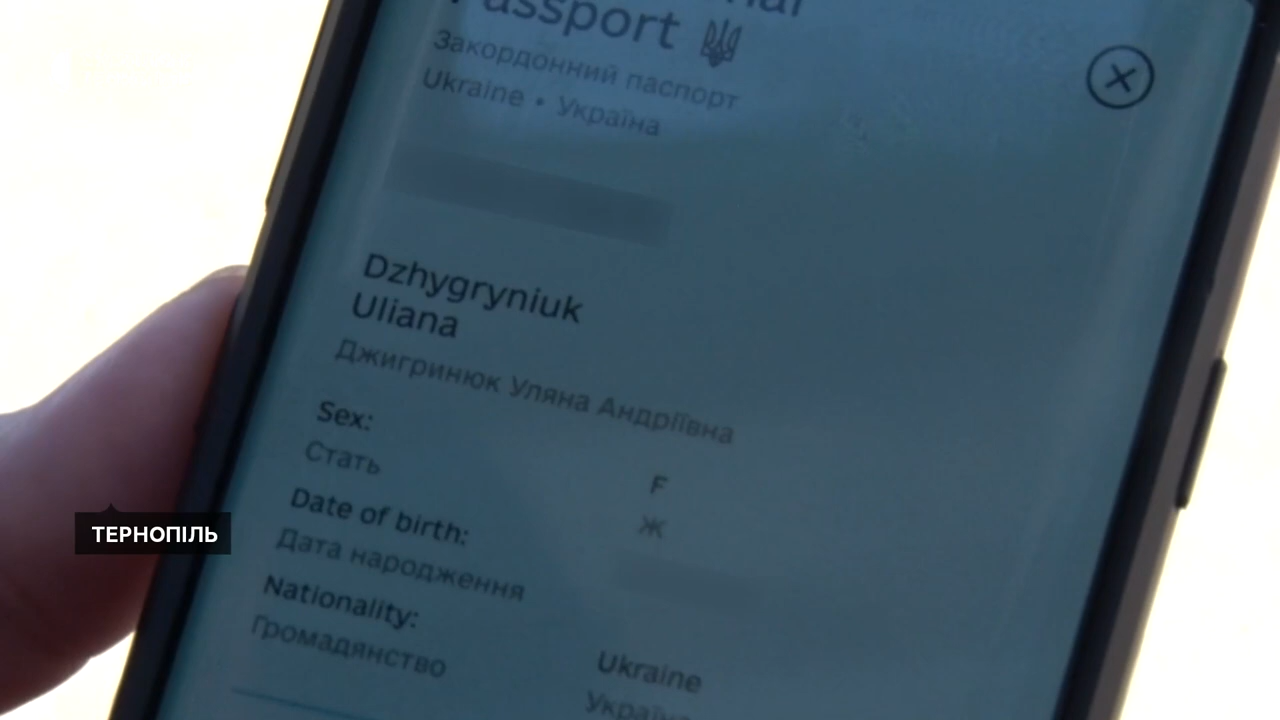 Passport
Закордонний паспорт
Ukraine • Україна
Dzhygryniuk
Uliana
Джигринюк Уляна Андріївна
Sex:
Стать
F
Ж
Date of birth:
Дата народження
Nationality:
Громадянство
Ukraine
Україна
ТЕРНОПІЛЬ